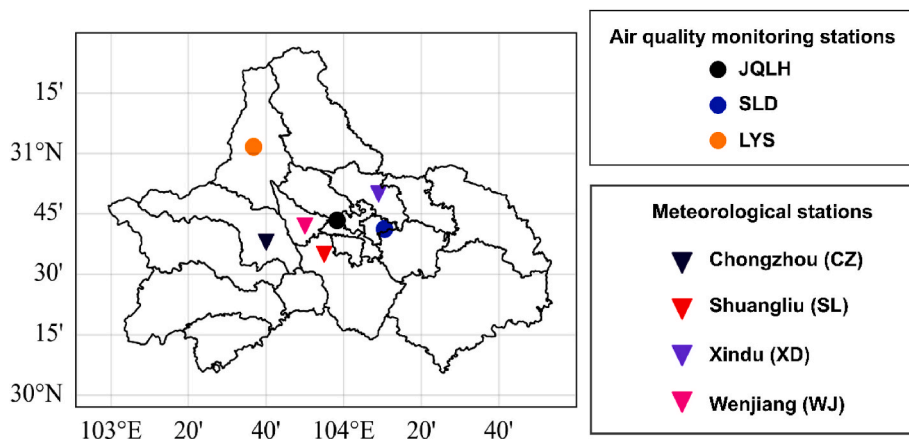 Air quality monitoring stations
JQLH
SLD
LYS
Meteorological stations
Chongzhou (CZ)
Shuangliu (SL)
Xindu (XD)
Wenjiang (WJ)
15'
31°N
45'
30'
15'
30°N
103°E 20' 40' 104°E 20' 40'